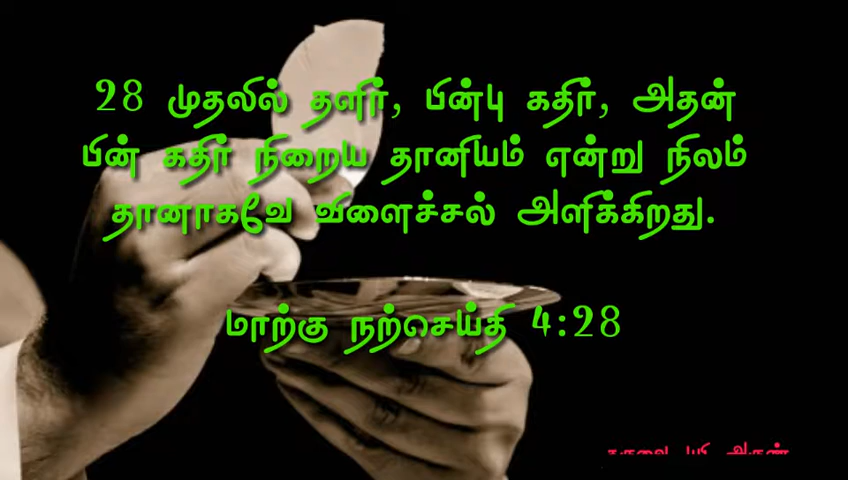 28 முதலில் தளிர், பின்பு கதிர், அதன்
பின் கதிர் நிறைய தானியம் என்று நிலம்
தானாகவே விளைச்சல் அளிக்கிறது.
மாற்கு நற்செய்தி 4:28